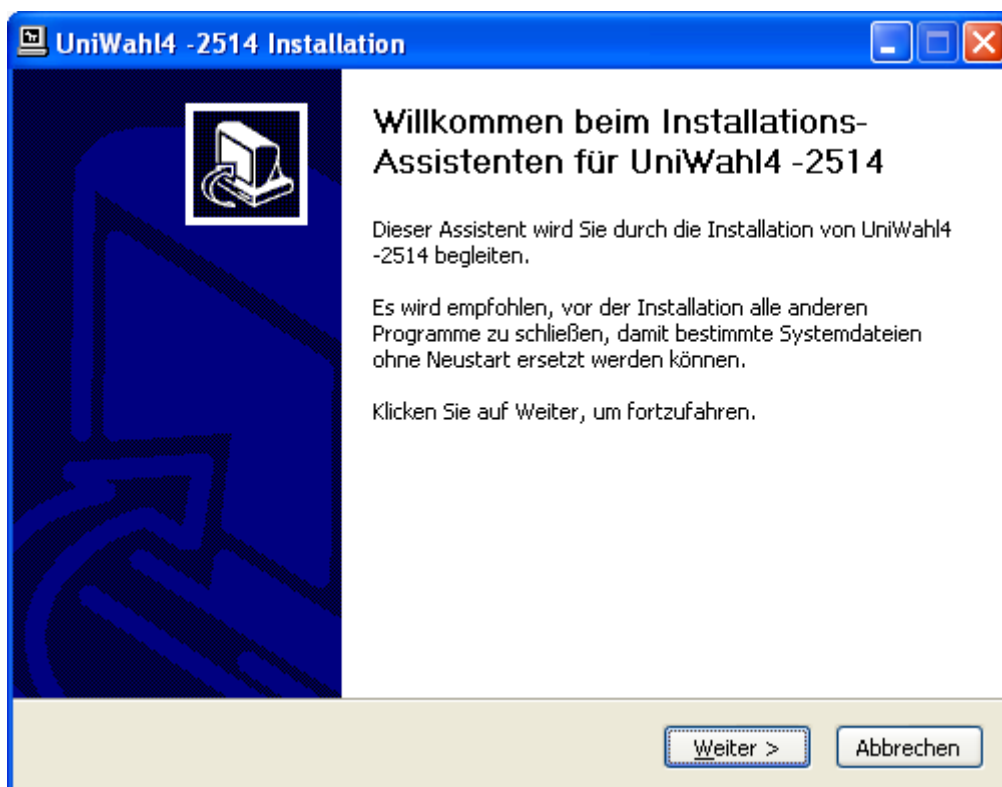 UniWahl4 -2514 Installation
Willkommen beim Installations-
Assistenten für UniWahl4 -2514
Dieser Assistent wird Sie durch die Installation von UniWahl4
-2514 begleiten.
Es wird empfohlen, vor der Installation alle anderen
Programme zu schließen, damit bestimmte Systemdateien
ohne Neustart ersetzt werden können.
Klicken Sie auf Weiter, um fortzufahren.
Weiter >
Abbrechen